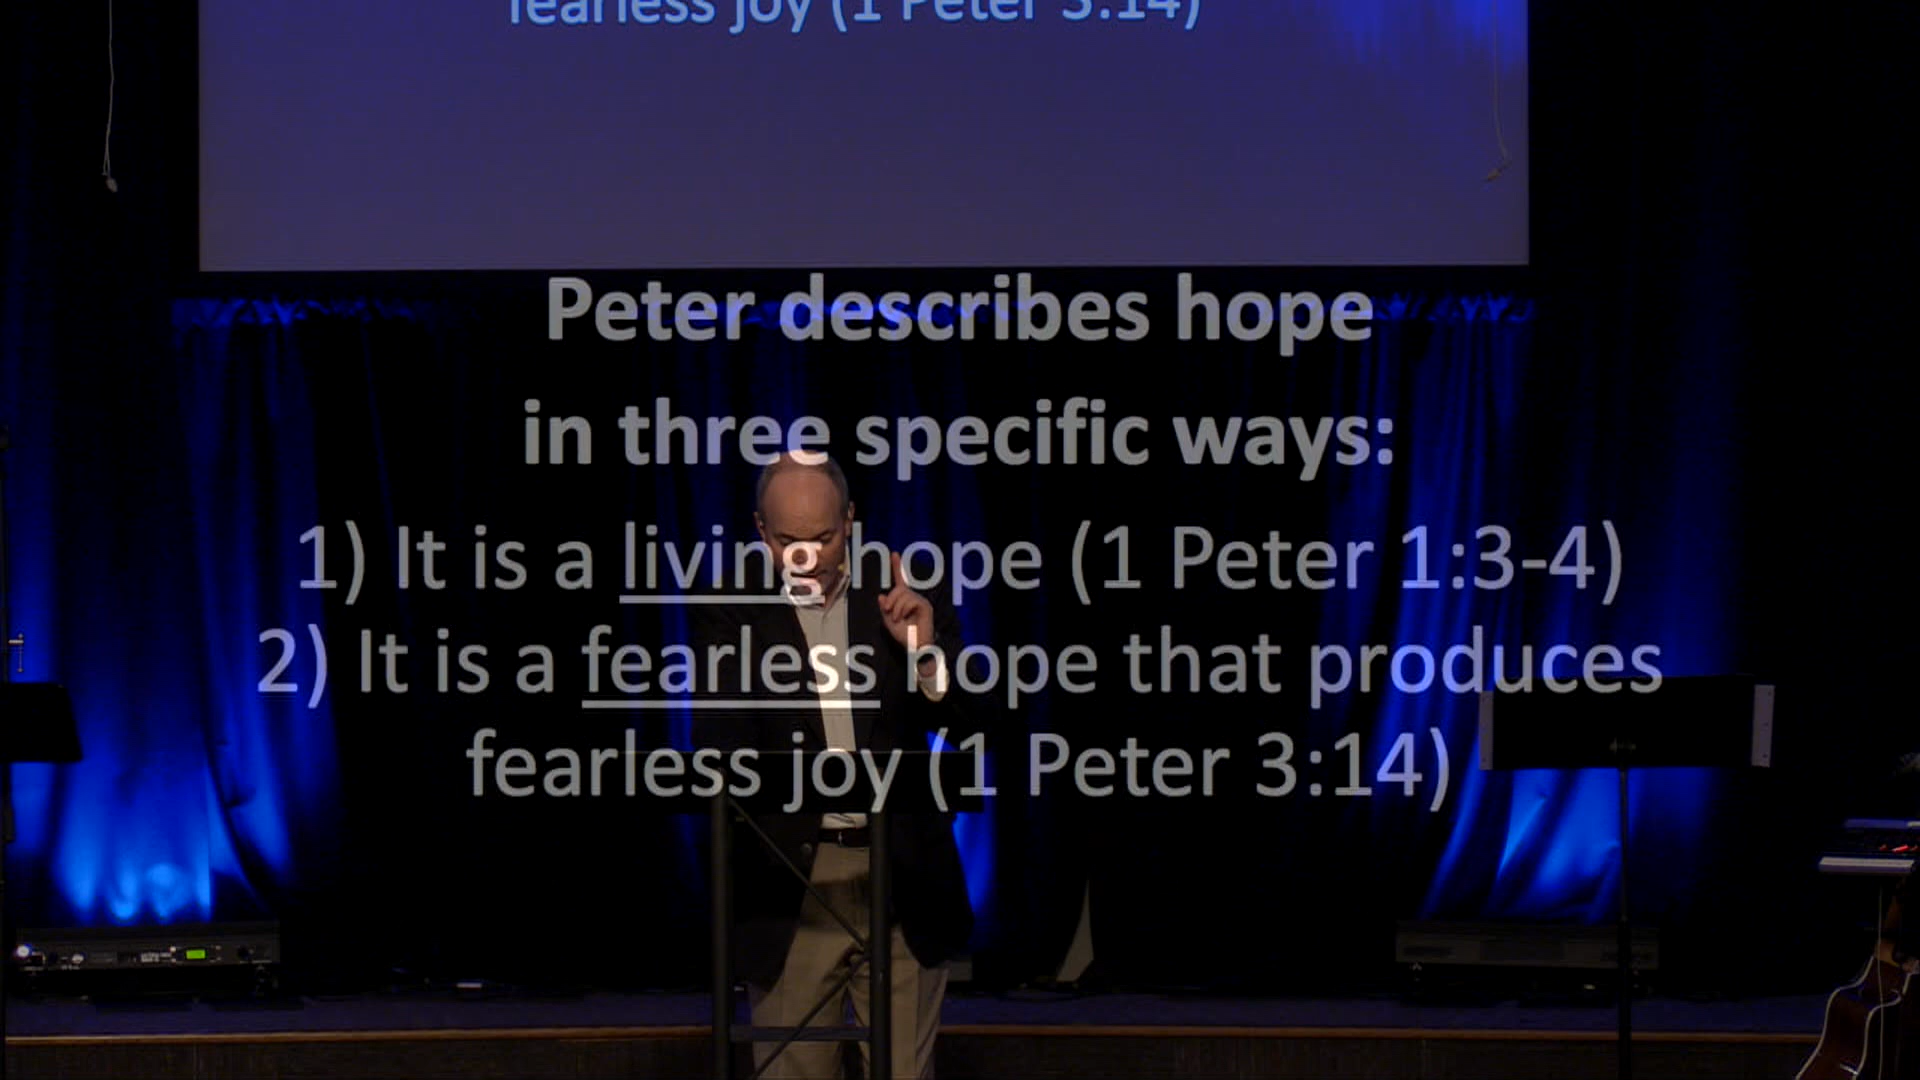 fearless joy (1 Peter 3:14)
Peter describes hope
in three specific ways:
1) It is a living hope (1 Peter 1:3-4)
2) It is a fearless hope that produces
fearless joy (1 Peter 3:14)